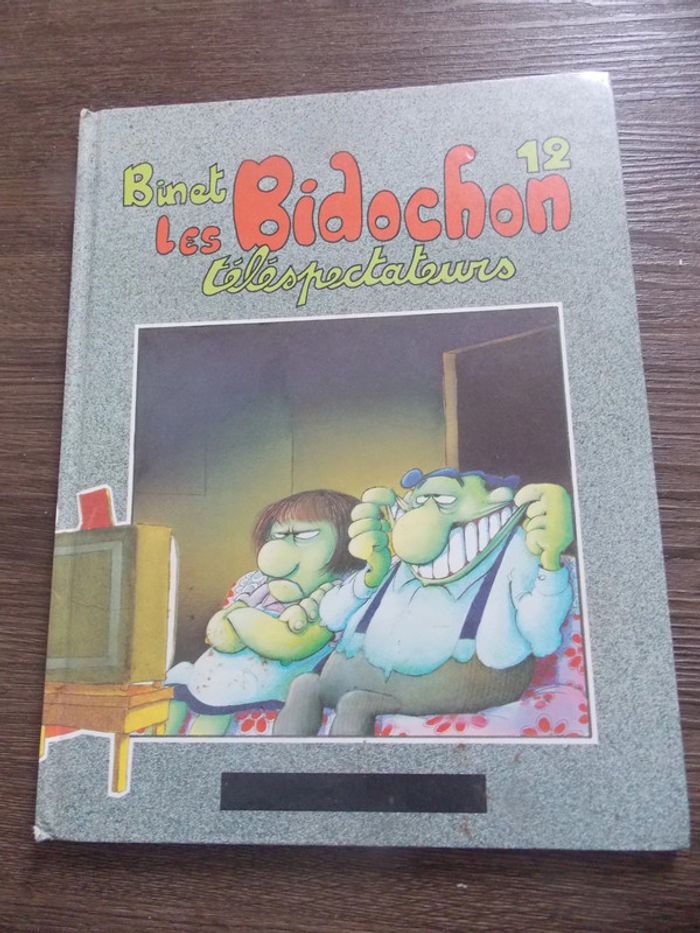 Binet
12
Les Bidochon
téléspectateurs